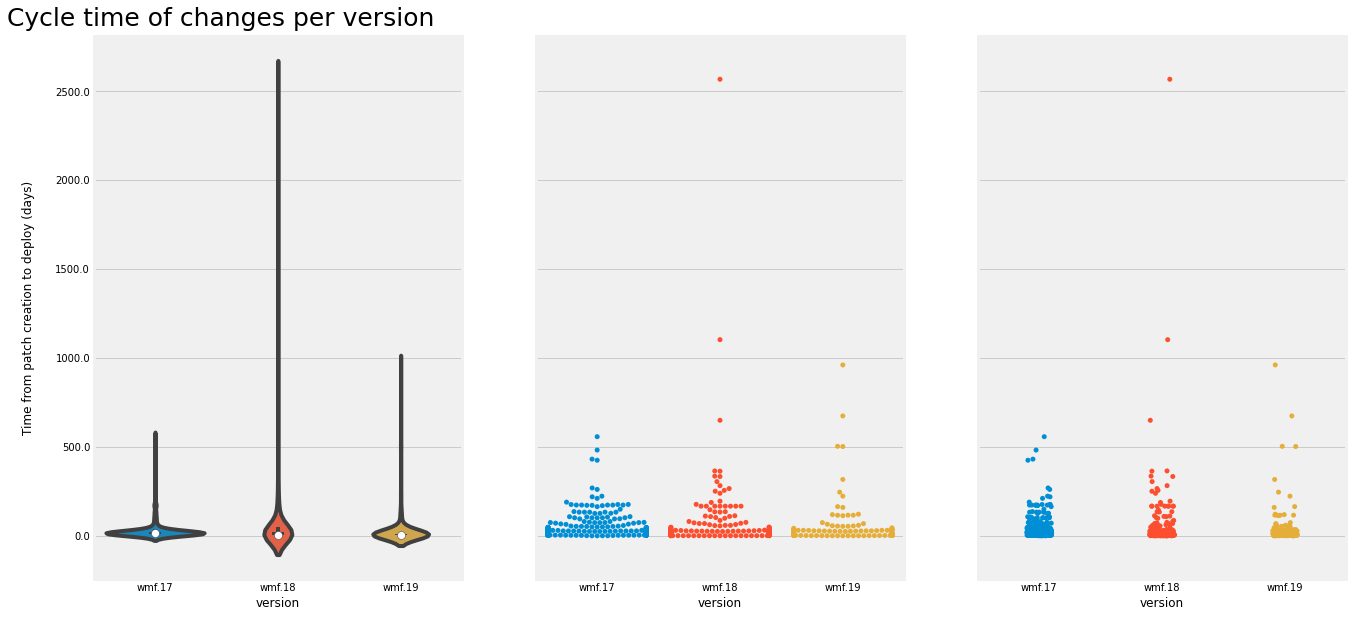 Cycle time of changes per version
Time from patch creation to deploy (days)
2500.0
2000.0
1500.0
1000.0
500.0
0.0
wmf.17 wmf.18 wmf.19
version
wmf.17 wmf.18 wmf.19
version
wmf.17 wmf.18 wmf.19
version